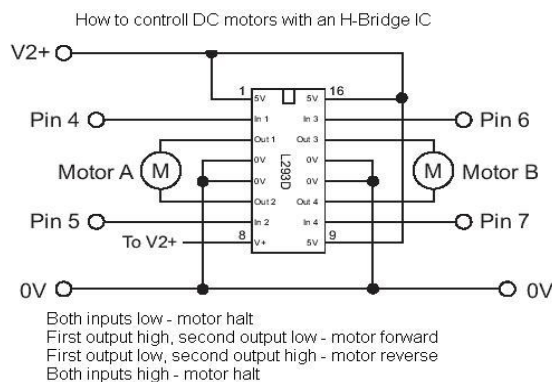 How to controll DC motors with an H-Bridge IC
V2+
1 16
5V 5V
Pin 4 In 1 In 3 Pin 6
Out 1 Out 3
Motor A M 0V L293D 0V M Motor B
0V 0V
Out 2 Out 4
Pin 5 In 2 In 4 Pin 7
To V2+ 8 V+ 5V 9
0V 0V
Both inputs low - motor halt
First output high, second output low - motor forward
First output low, second output high - motor reverse
Both inputs high - motor halt